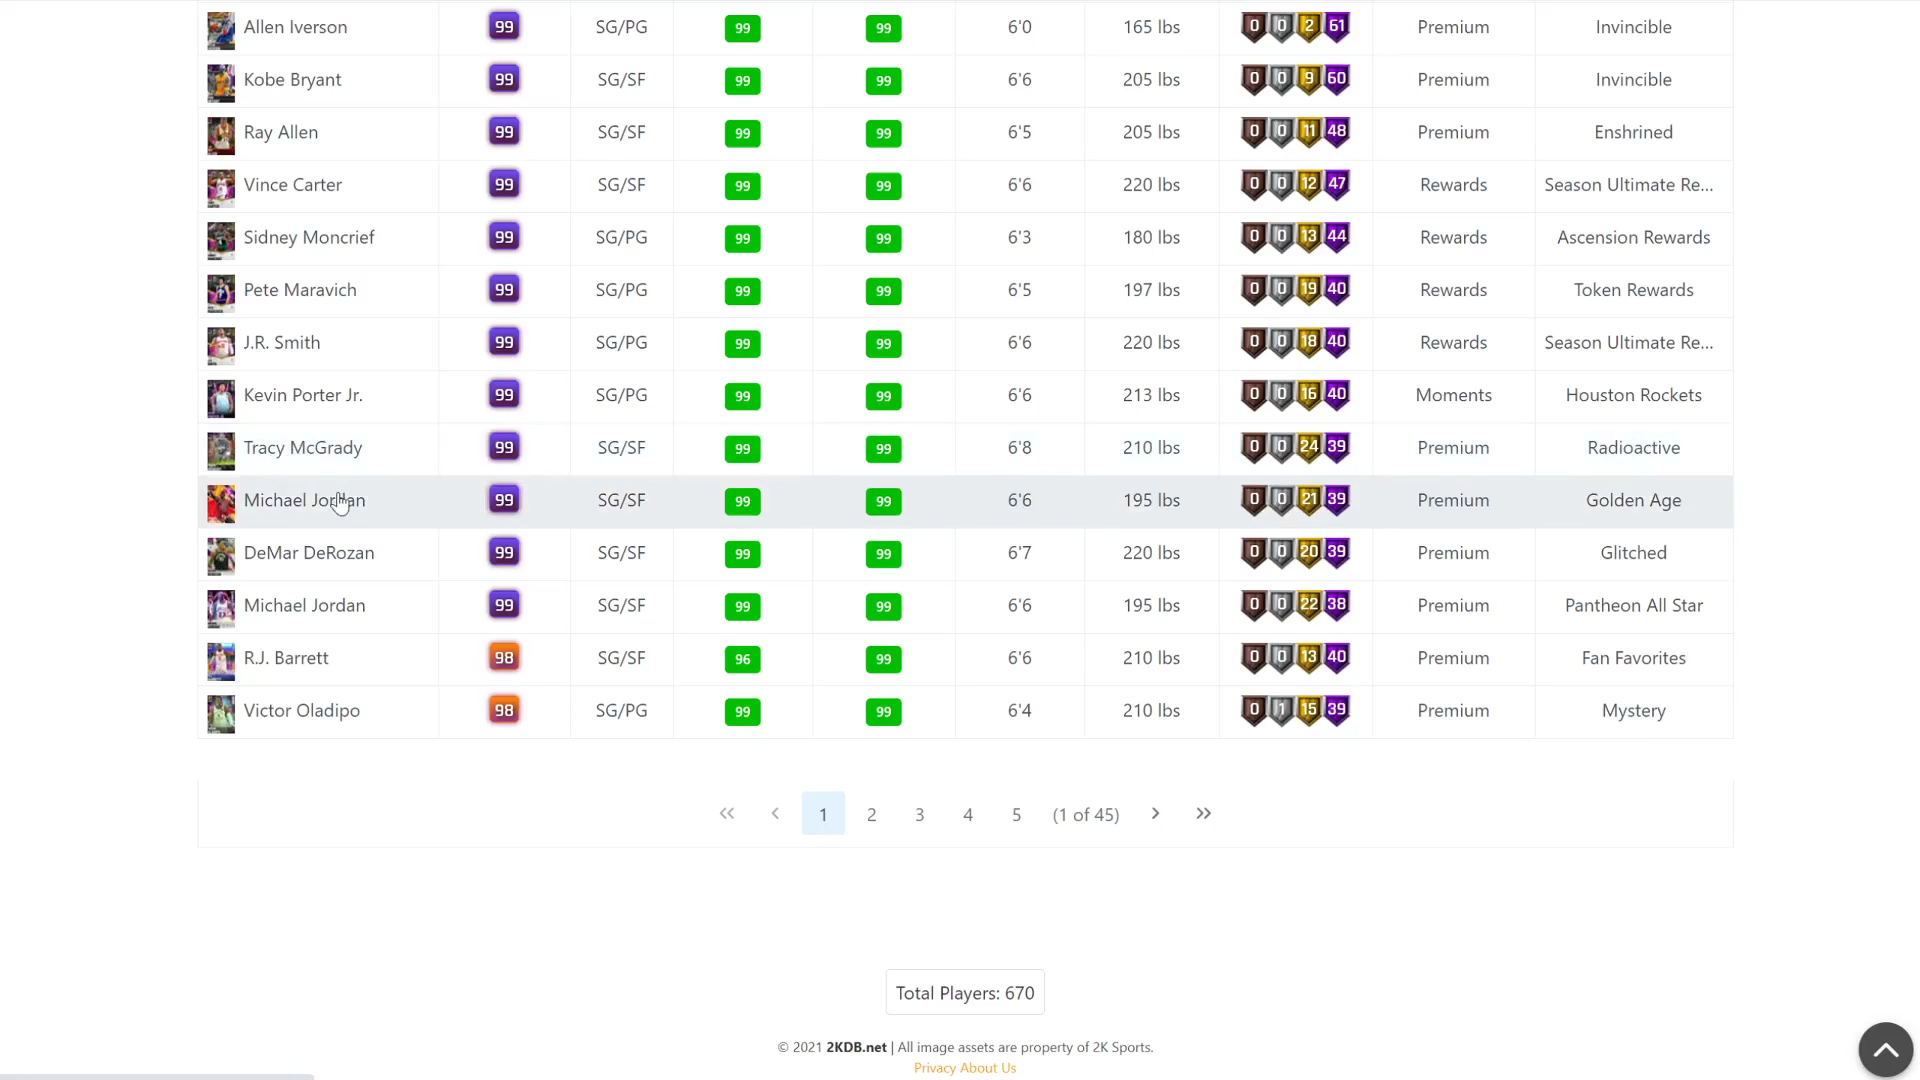 Allen Iverson 99 SG/PG 99 99 6'0 165 lbs 0 0 2 61 Premium Invincible
Kobe Bryant 99 SG/SF 99 99 6'6 205 lbs 0 0 9 60 Premium Invincible
Ray Allen 99 SG/SF 99 99 6'5 205 lbs 0 0 11 48 Premium Enshrined
Vince Carter 99 SG/SF 99 99 6'6 220 lbs 0 0 12 47 Rewards Season Ultimate Re...
Sidney Moncrief 99 SG/PG 99 99 6'3 180 lbs 0 0 13 44 Rewards Ascension Rewards
Pete Maravich 99 SG/PG 99 99 6'5 197 lbs 0 0 19 40 Rewards Token Rewards
J.R. Smith 99 SG/PG 99 99 6'6 220 lbs 0 0 18 40 Rewards Season Ultimate Re...
Kevin Porter Jr. 99 SG/PG 99 99 6'6 213 lbs 0 0 16 40 Moments Houston Rockets
Tracy McGrady 99 SG/SF 99 99 6'8 210 lbs 0 0 24 39 Premium Radioactive
Michael Jordan 99 SG/SF 99 99 6'6 195 lbs 0 0 21 39 Premium Golden Age
DeMar DeRozan 99 SG/SF 99 99 6'7 220 lbs 0 0 20 39 Premium Glitched
Michael Jordan 99 SG/SF 99 99 6'6 195 lbs 0 0 22 38 Premium Pantheon All Star
R.J. Barrett 98 SG/SF 96 99 6'6 210 lbs 0 0 13 40 Premium Fan Favorites
Victor Oladipo 98 SG/PG 99 99 6'4 210 lbs 0 1 15 39 Premium Mystery
1 2 3 4 5 (1 of 45)
Total Players: 670
© 2021 2KDB.net | All image assets are property of 2K Sports.
Privacy About Us